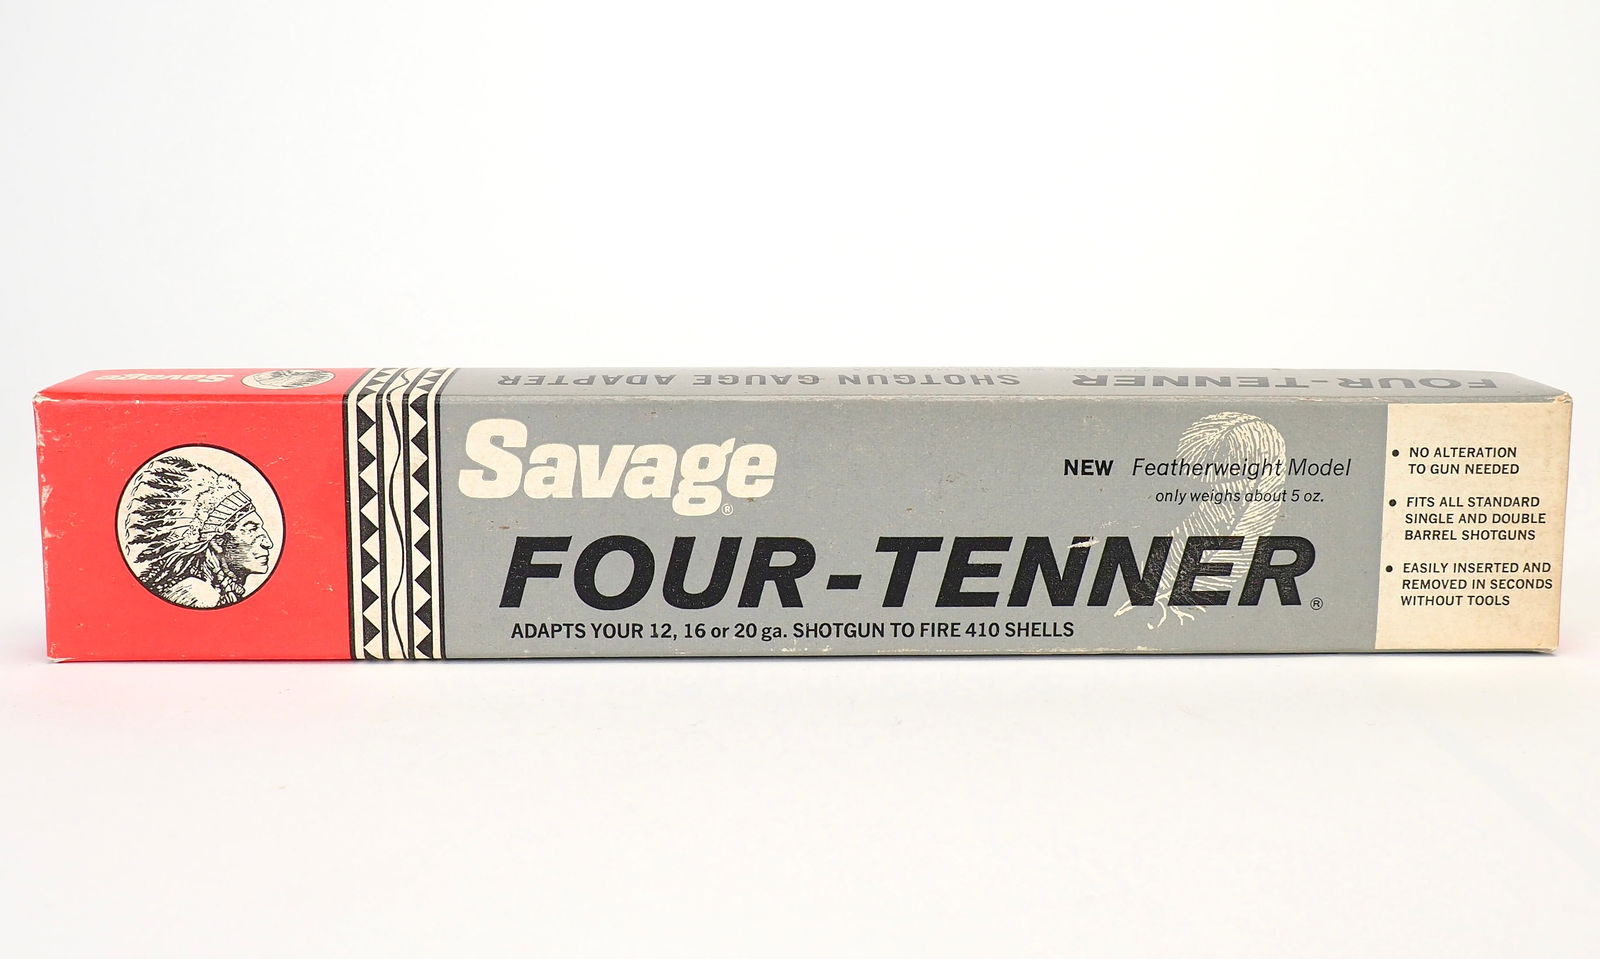 Savage
SHOTGUN GAUGE ADAPTER
FOUR-TENNER
Savage®
NEW Featherweight Model
only weighs about 5 oz.
FOUR-TENNER®
ADAPTS YOUR 12, 16 or 20 ga. SHOTGUN TO FIRE 410 SHELLS
• NO ALTERATION
TO GUN NEEDED
• FITS ALL STANDARD
SINGLE AND DOUBLE
BARREL SHOTGUNS
• EASILY INSERTED AND
REMOVED IN SECONDS
WITHOUT TOOLS